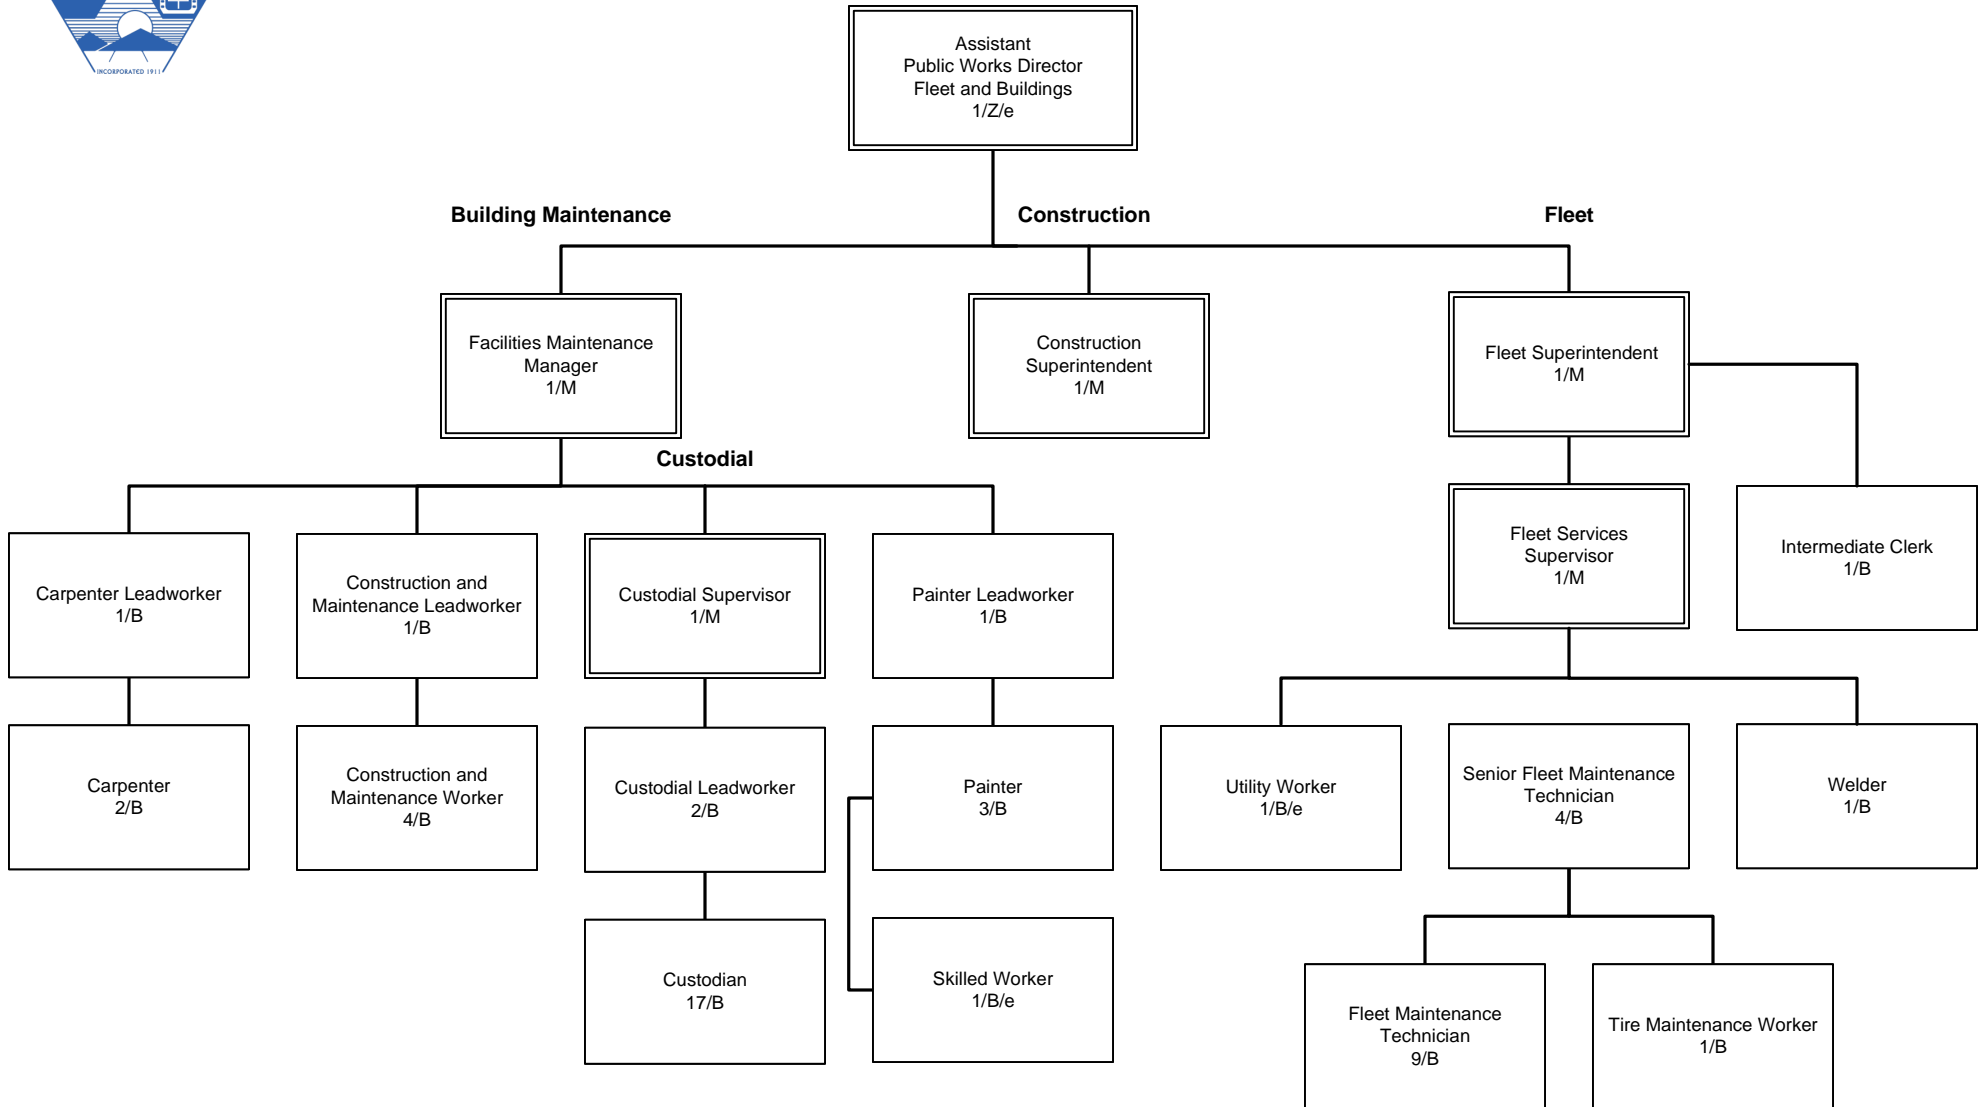 INCORPORATED 1911
Assistant
Public Works Director
Fleet and Buildings
1/Z/e
Building Maintenance
Construction
Fleet
Facilities Maintenance
Manager
1/M
Construction
Superintendent
1/M
Fleet Superintendent
1/M
Custodial
Carpenter Leadworker
1/B
Construction and
Maintenance Leadworker
1/B
Custodial Supervisor
1/M
Painter Leadworker
1/B
Fleet Services
Supervisor
1/M
Intermediate Clerk
1/B
Carpenter
2/B
Construction and
Maintenance Worker
4/B
Custodial Leadworker
2/B
Painter
3/B
Utility Worker
1/B/e
Senior Fleet Maintenance
Technician
4/B
Welder
1/B
Custodian
17/B
Skilled Worker
1/B/e
Fleet Maintenance
Technician
9/B
Tire Maintenance Worker
1/B